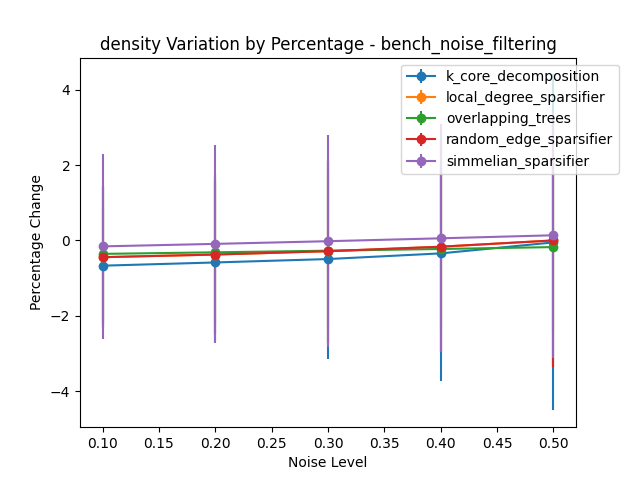 density Variation by Percentage - bench_noise_filtering
k_core_decomposition
local_degree_sparsifier
overlapping_trees
random_edge_sparsifier
simmelian_sparsifier
Percentage Change
4
2
0
−2
−4
0.10 0.15 0.20 0.25 0.30 0.35 0.40 0.45 0.50
Noise Level